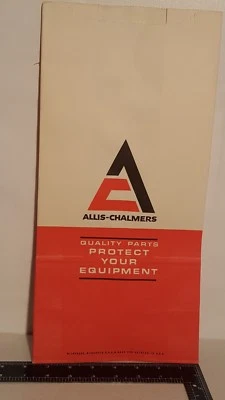 ALLIS-CHALMERS
QUALITY PARTS
PROTECT
YOUR
EQUIPMENT